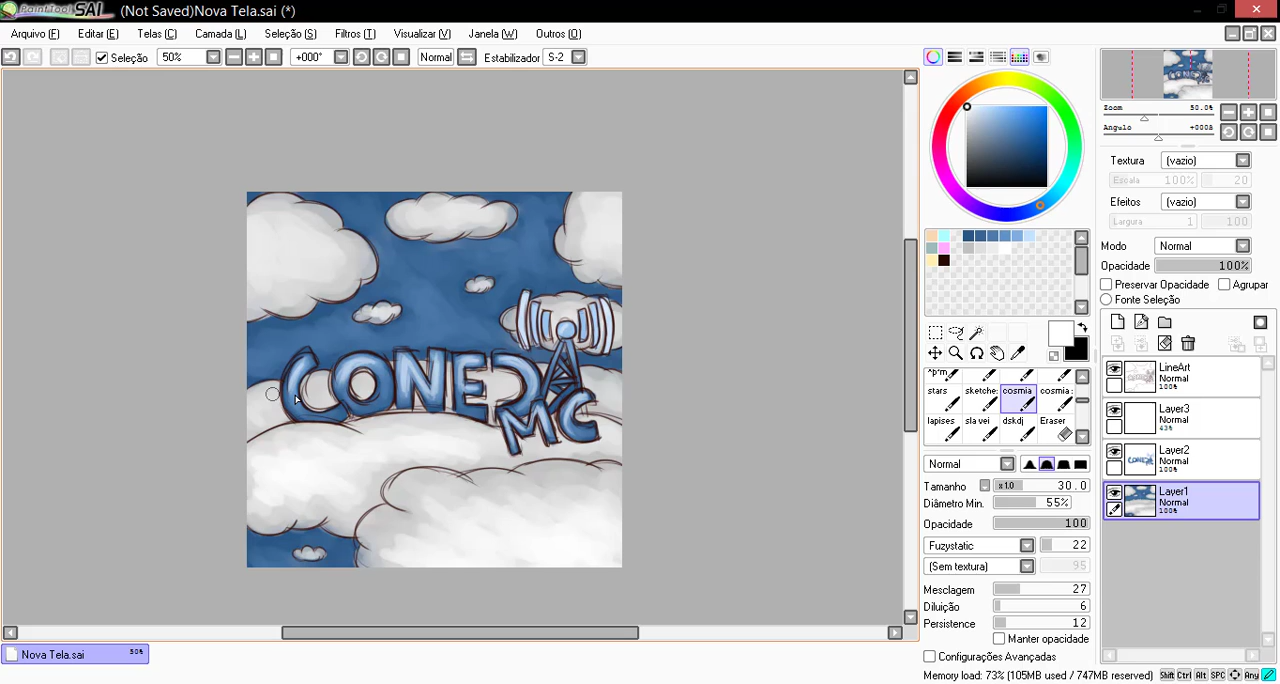 PaintTool SAI (Not Saved)Nova Tela.sai (*)
Arquivo (F) Editar (E) Telas (C) Camada (L) Seleção (S) Filtros (T) Visualizar (V) Janela (W) Outros (O)
Seleção 50% +000° Normal Estabilizador S-2
Zoom 50.0%
Angulo +000A
Textura (vazio)
Escala 100% 20
Efeitos (vazio)
Largura 1 100
Modo Normal
Opacidade 100%
Preservar Opacidade Agrupar
Fonte Seleção
stars sketche: cosmia cosmia:
lapises sla vei dskdj Eraser
Normal
Tamanho x 1.0 30.0
Diâmetro Min. 55%
Opacidade 100
Fuzystatic 22
(Sem textura) 95
Mesclagem 27
Diluição 6
Persistence 12
Manter opacidade
Configurações Avançadas
LineArt
Normal
100%
Layer3
Normal
43%
Layer2
Normal
100%
Layer1
Normal
100%
CONED
MC
Nova Tela.sai 50%
Memory load: 73% (105MB used / 747MB reserved) Shift Ctrl Alt SPC Any